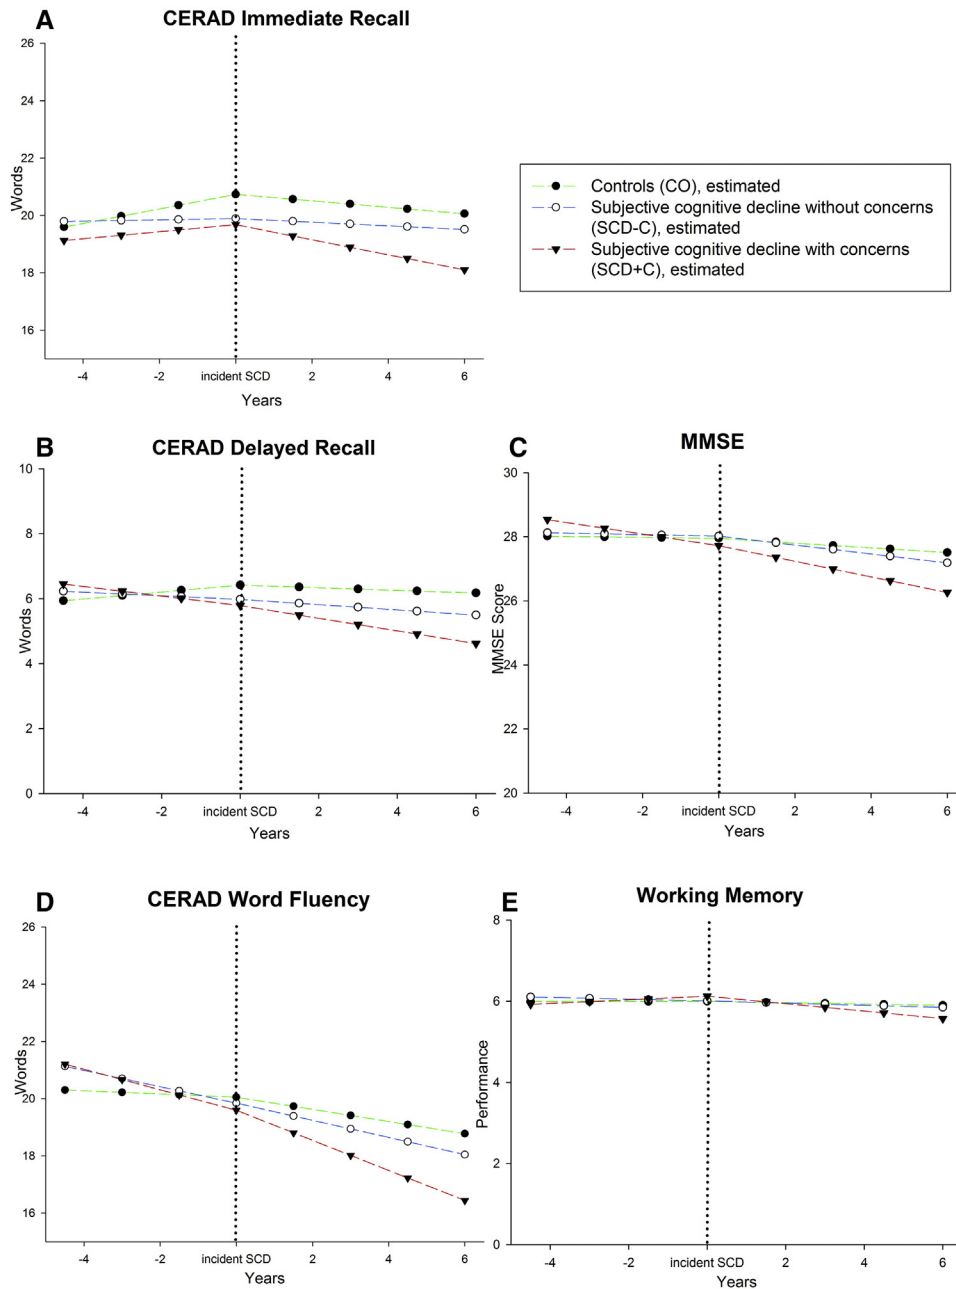 A
CERAD Immediate Recall
26
24
22
20
18
16
Words
-4
-2
incident SCD
2
4
6
Years
Controls (CO), estimated
Subjective cognitive decline without concerns
(SCD-C), estimated
Subjective cognitive decline with concerns
(SCD+C), estimated
B
CERAD Delayed Recall
10
8
6
4
2
0
Words
-4
-2
incident SCD
2
4
6
Years
C
MMSE
30
28
26
24
22
20
MMSE Score
-4
-2
incident SCD
2
4
6
Years
D
CERAD Word Fluency
26
24
22
20
18
16
Words
-4
-2
incident SCD
2
4
6
Years
E
Working Memory
8
6
4
2
0
Performance
-4
-2
incident SCD
2
4
6
Years